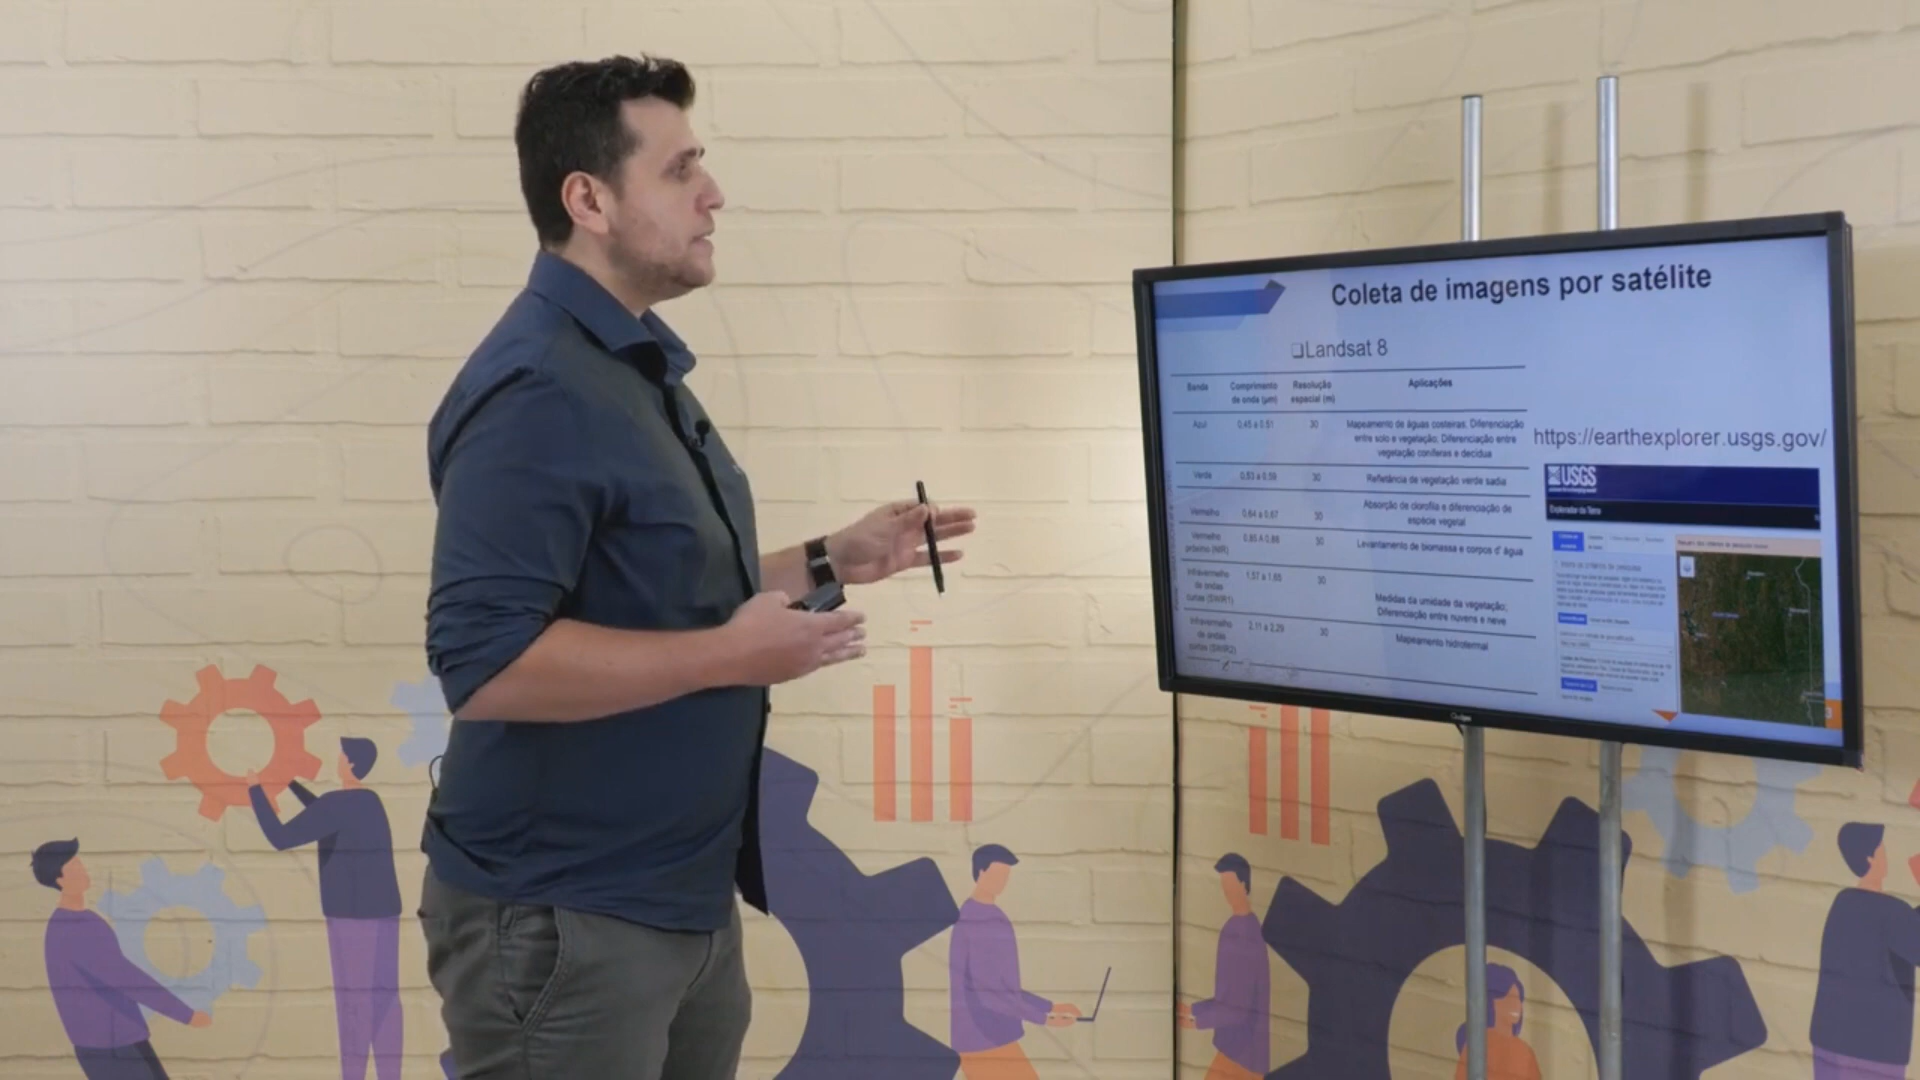 Coleta de imagens por satélite
❑Landsat 8
Banda Comprimento de onda (µm) Resolução espacial (m) Aplicações
Azul 0,45 a 0.51 30 Mapeamento de águas costeiras; Diferenciação
entre solo e vegetação; Diferenciação entre
vegetação coníferas e decídua
Verde 0,53 a 0,59 30 Refletância de vegetação verde sadia
Vermelho 0,64 a 0,67 30 Absorção de clorofila e diferenciação de
espécie vegetal
Vermelho
próximo (NIR) 0,85 A 0,88 30 Levantamento de biomassa e corpos d' água
Infravermelho
de ondas
curtas (SWIR1) 1,57 a 1,65 30 Medidas da umidade da vegetação;
Diferenciação entre nuvens e neve
Infravermelho
de ondas
curtas (SWIR2) 2,11 a 2,29 30 Mapeamento hidrotermal
https://earthexplorer.usgs.gov/
USGS
Explorador da Terra